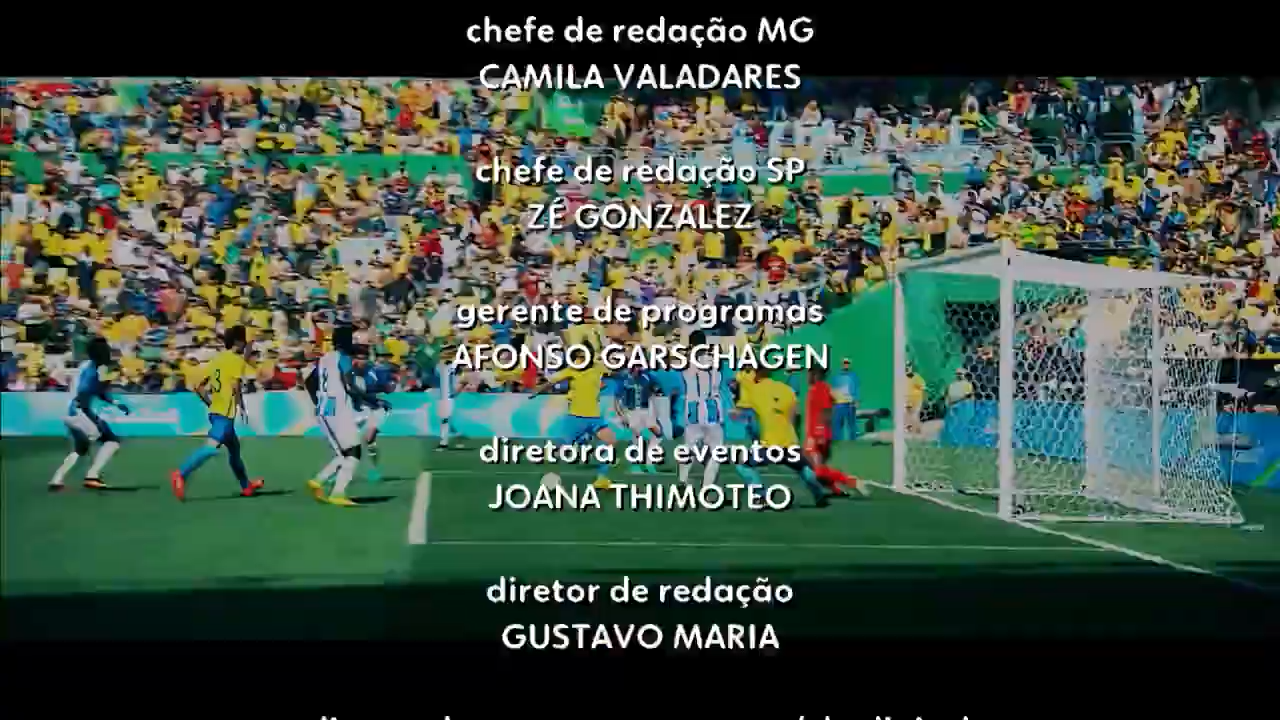 chefe de redação MG
CAMILA VALADARES
chefe de redação SP
ZÉ GONZALEZ
gerente de programas
AFONSO GARSCHAGEN
diretora de eventos
JOANA THIMOTEO
diretor de redação
GUSTAVO MARIA